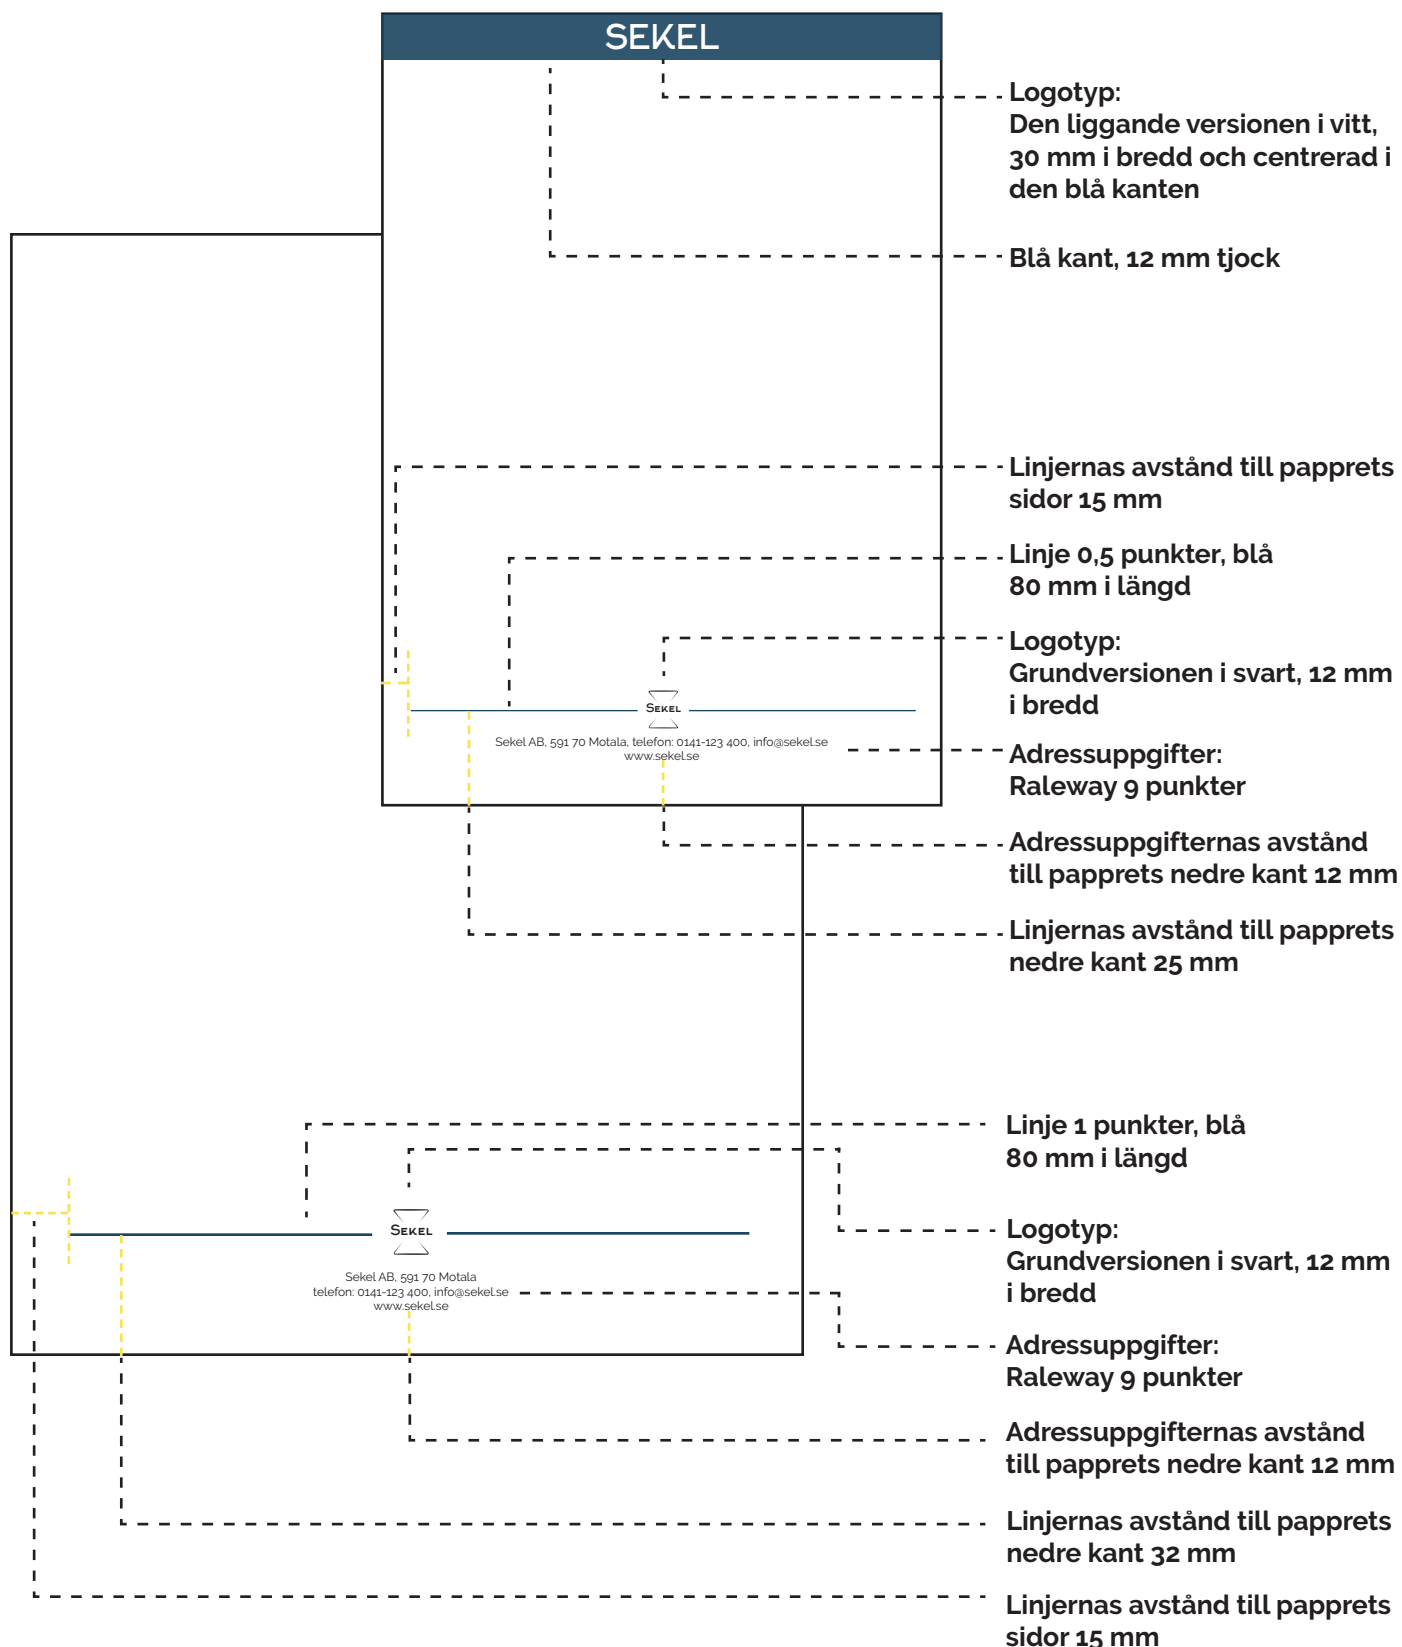 SEKEL
Logotyp:
Den liggande versionen i vitt,
30 mm i bredd och centrerad i
den blå kanten
Blå kant, 12 mm tjock
Linjernas avstånd till papprets
sidor 15 mm
Linje 0,5 punkter, blå
80 mm i längd
Logotyp:
Grundversionen i svart, 12 mm
i bredd
SEKEL
Sekel AB, 591 70 Motala, telefon: 0141-123 400, info@sekel.se
www.sekel.se
Adressuppgifter:
Raleway 9 punkter
Adressuppgifternas avstånd
till papprets nedre kant 12 mm
Linjernas avstånd till papprets
nedre kant 25 mm
Linje 1 punkter, blå
80 mm i längd
SEKEL
Logotyp:
Grundversionen i svart, 12 mm
i bredd
Sekel AB, 591 70 Motala
telefon: 0141-123 400, info@sekel.se
www.sekel.se
Adressuppgifter:
Raleway 9 punkter
Adressuppgifternas avstånd
till papprets nedre kant 12 mm
Linjernas avstånd till papprets
nedre kant 32 mm
Linjernas avstånd till papprets
sidor 15 mm